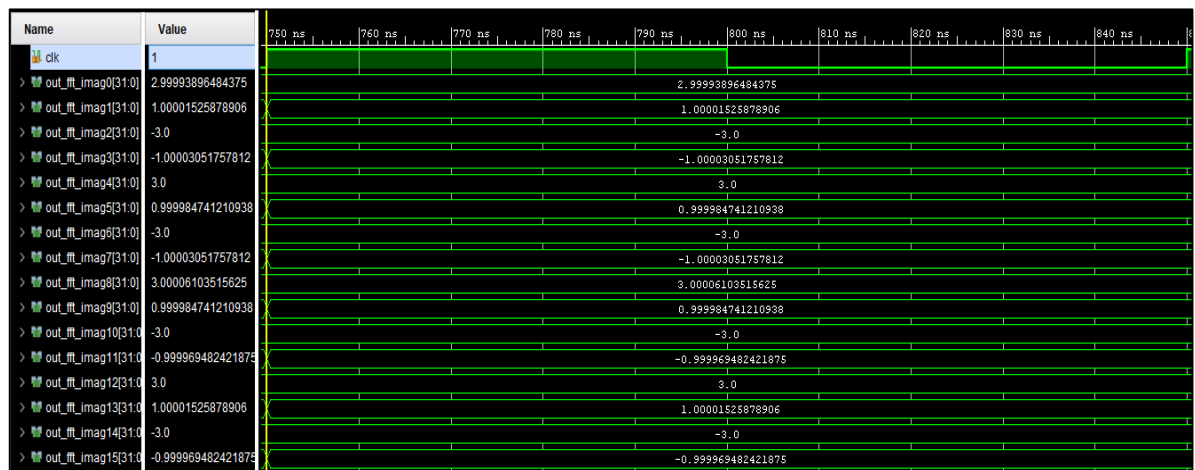 Name Value 750 ns 760 ns 770 ns 780 ns 790 ns 800 ns 810 ns 820 ns 830 ns 840 ns 8
clk 1
> out_fft_imag0[31:0] 2.99993896484375 2.99993896484375
> out_fft_imag1[31:0] 1.00001525878906 1.00001525878906
> out_fft_imag2[31:0] -3.0 -3.0
> out_fft_imag3[31:0] -1.00003051757812 -1.00003051757812
> out_fft_imag4[31:0] 3.0 3.0
> out_fft_imag5[31:0] 0.999984741210938 0.999984741210938
> out_fft_imag6[31:0] -3.0 -3.0
> out_fft_imag7[31:0] -1.00003051757812 -1.00003051757812
> out_fft_imag8[31:0] 3.00006103515625 3.00006103515625
> out_fft_imag9[31:0] 0.999984741210938 0.999984741210938
> out_fft_imag10[31:0 -3.0 -3.0
> out_fft_imag11[31:0 -0.999969482421875 -0.999969482421875
> out_fft_imag12[31:0 3.0 3.0
> out_fft_imag13[31:0 1.00001525878906 1.00001525878906
> out_fft_imag14[31:0 -3.0 -3.0
> out_fft_imag15[31:0 -0.999969482421875 -0.999969482421875